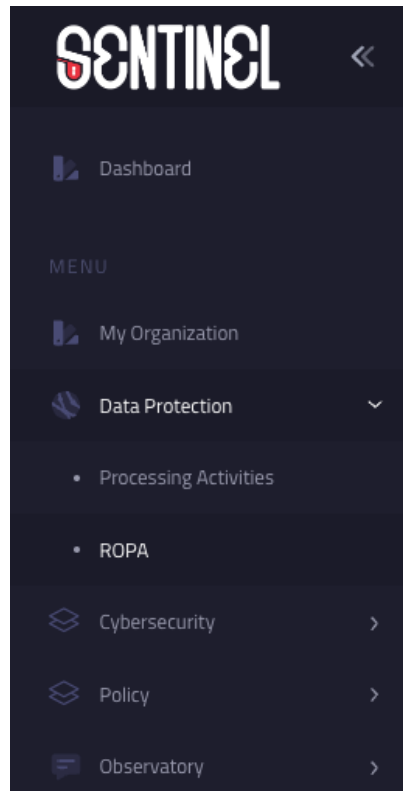 SENTINEL
Dashboard
MENU
My Organization
Data Protection
Processing Activities
ROPA
Cybersecurity
Policy
Observatory